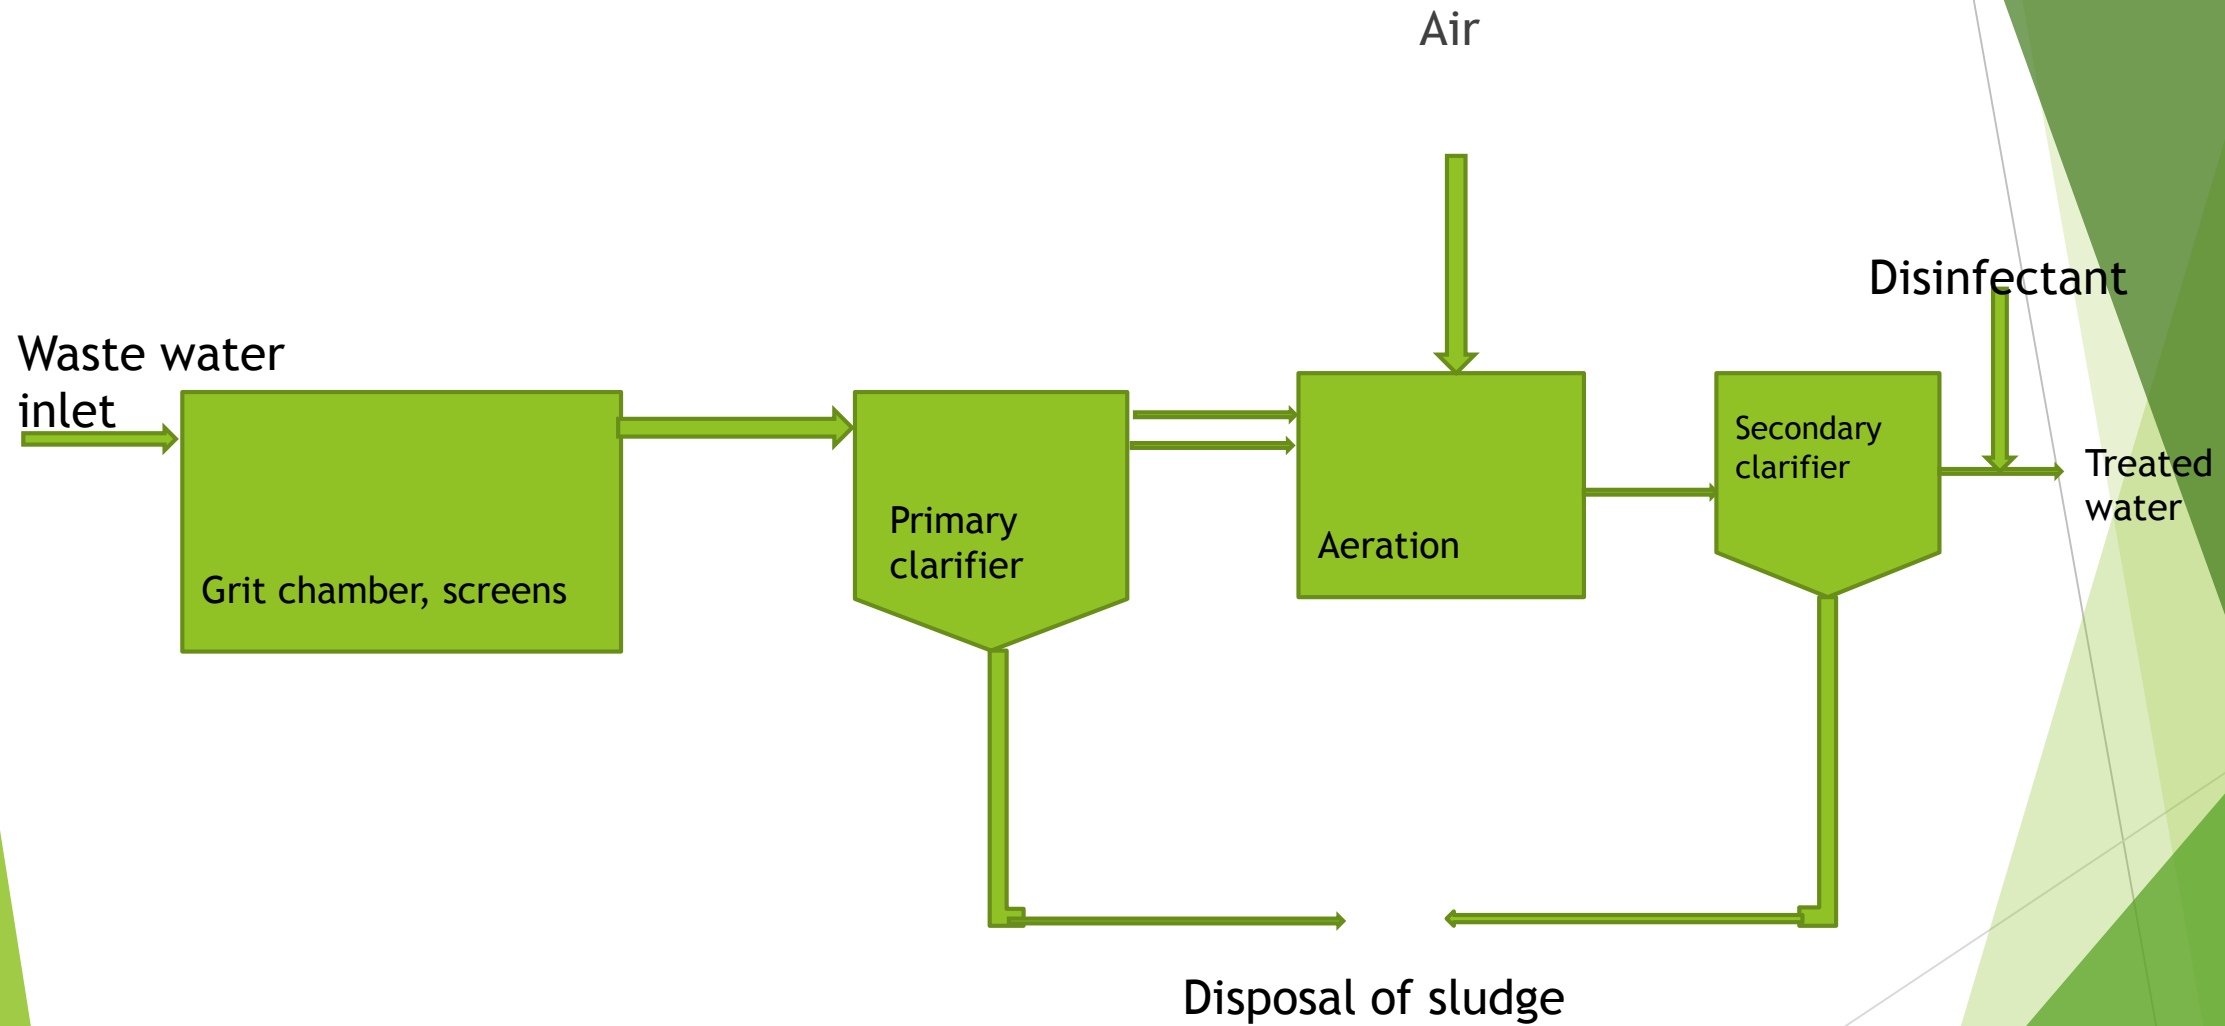 Air
Disinfectant
Waste water
inlet
Secondary
clarifier
Treated
water
Primary
clarifier
Aeration
Grit chamber, screens
Disposal of sludge